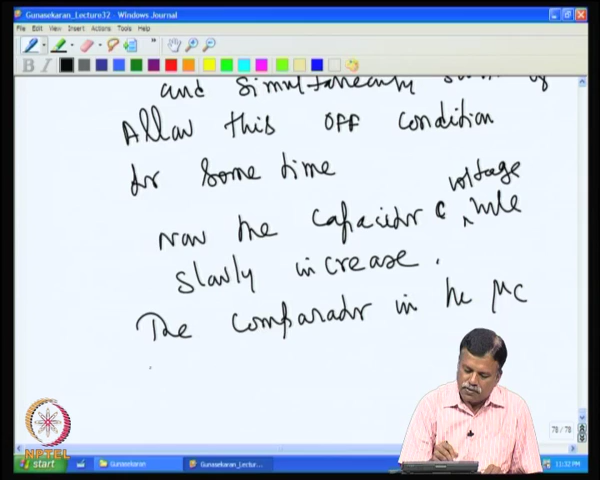 Gunasekaran_Lecture32 - Windows Journal
File Edit View Insert Actions Tools Help
and simultaneously
Allow this OFF condition
for some time
voltage
Now the capacitor C will
slowly increase.
The comparator in the μC
78 / 78
NPTEL
start Gunasekaran Gunasekaran_Lectur... 11:32 PM